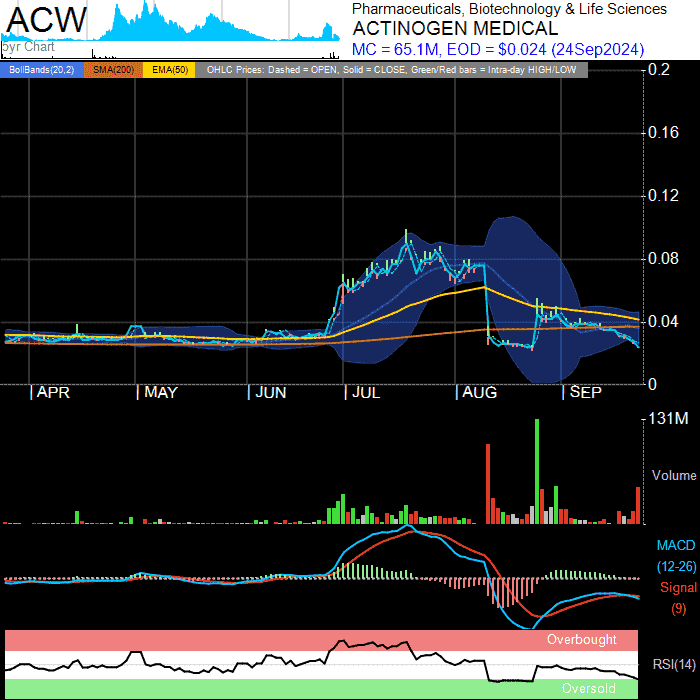 ACW
5yr Chart
Pharmaceuticals, Biotechnology & Life Sciences
ACTINOGEN MEDICAL
MC = 65.1M, EOD = $0.024 (24Sep2024)
BollBands(20,2) SMA(200) EMA(50) OHLC Prices: Dashed = OPEN, Solid = CLOSE, Green/Red bars = Intra-day HIGH/LOW
0.2
0.16
0.12
0.08
0.04
0
APR MAY JUN JUL AUG SEP
131M
Volume
MACD
(12-26)
Signal
(9)
Overbought
RSI(14)
Oversold